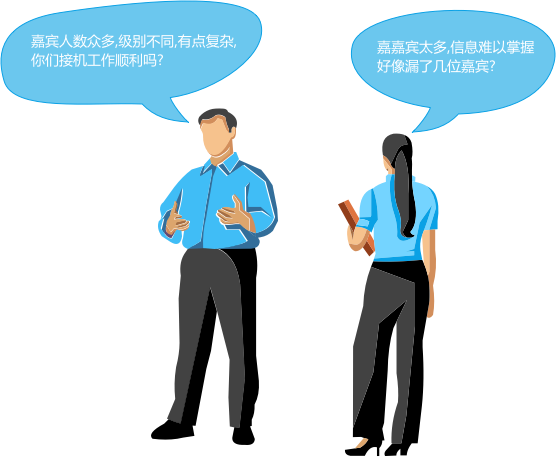 嘉宾人数众多,级别不同,有点复杂,
你们接机工作顺利吗?
嘉嘉宾太多,信息难以掌握
好像漏了几位嘉宾?